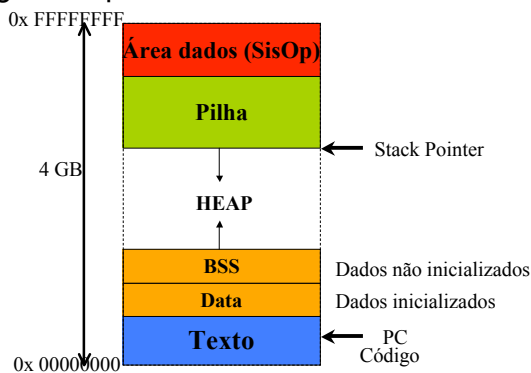 0x FFFFFFFF
Área dados (SisOp)
Pilha
Stack Pointer
4 GB
HEAP
BSS
Dados não inicializados
Data
Dados inicializados
Texto
PC
Código
0x 00000000